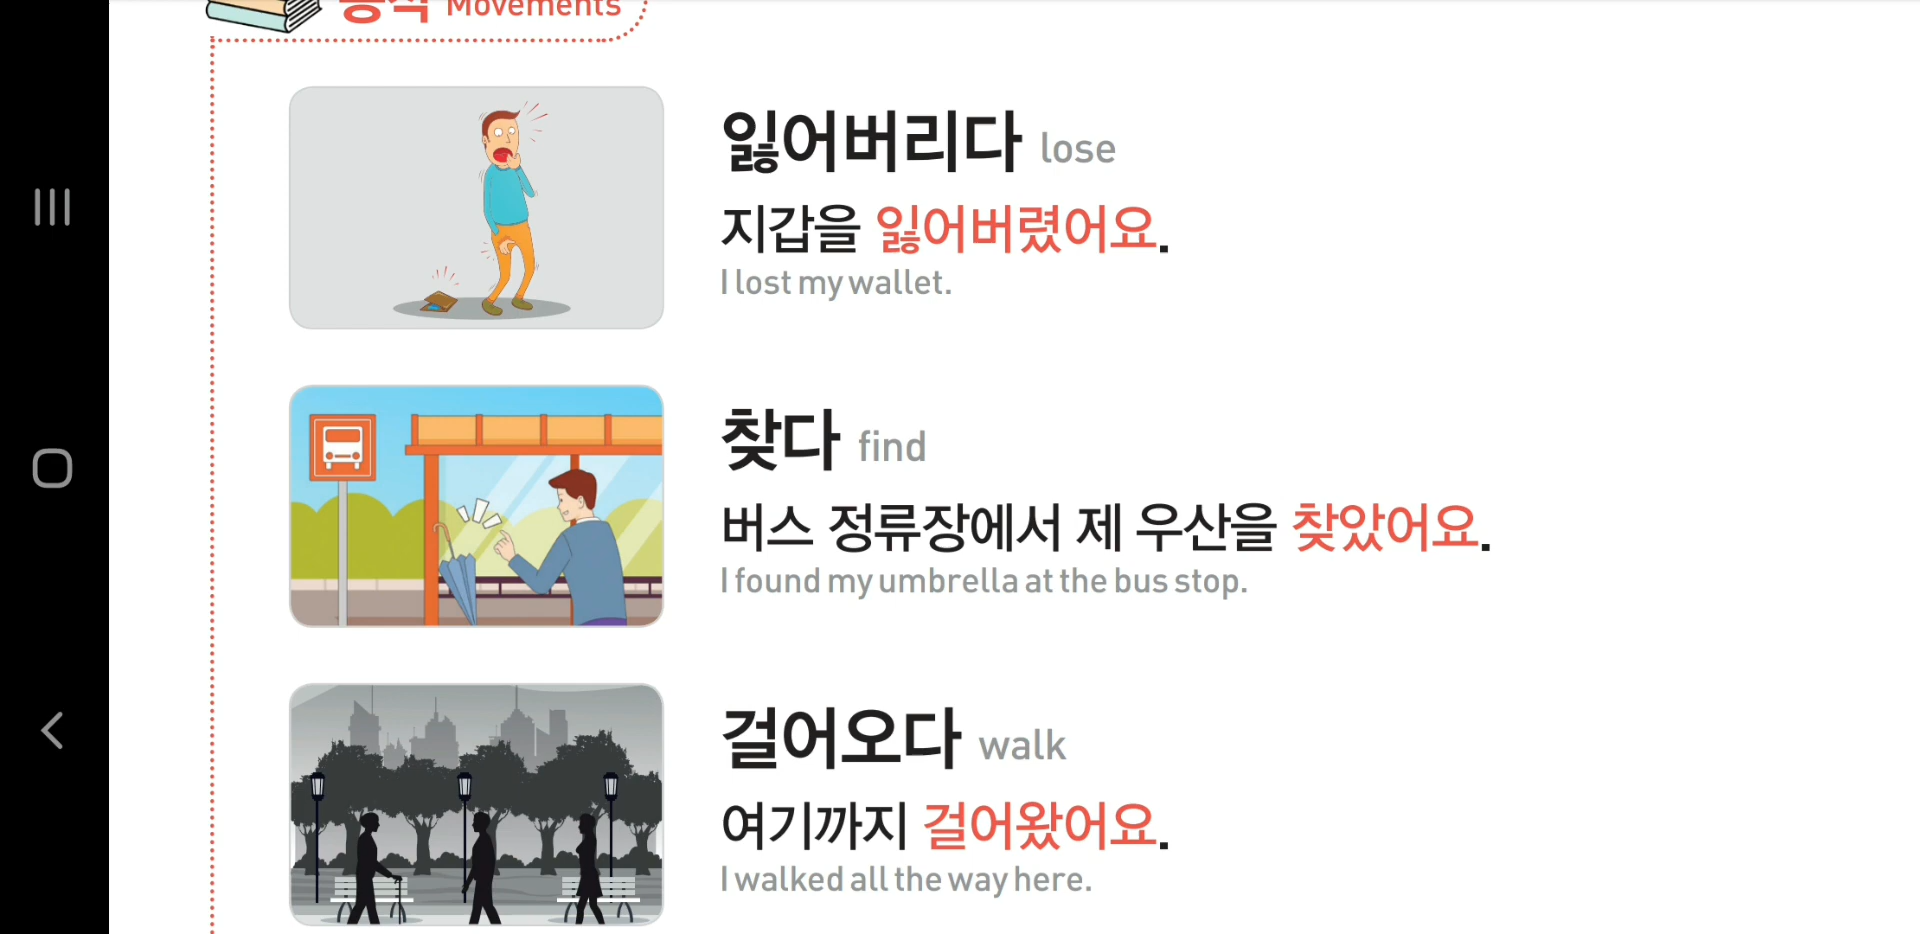 동작 Movements
잃어버리다 lose
지갑을 잃어버렸어요.
I lost my wallet.
찾다 find
버스 정류장에서 제 우산을 찾았어요.
I found my umbrella at the bus stop.
걸어오다 walk
여기까지 걸어왔어요.
I walked all the way here.